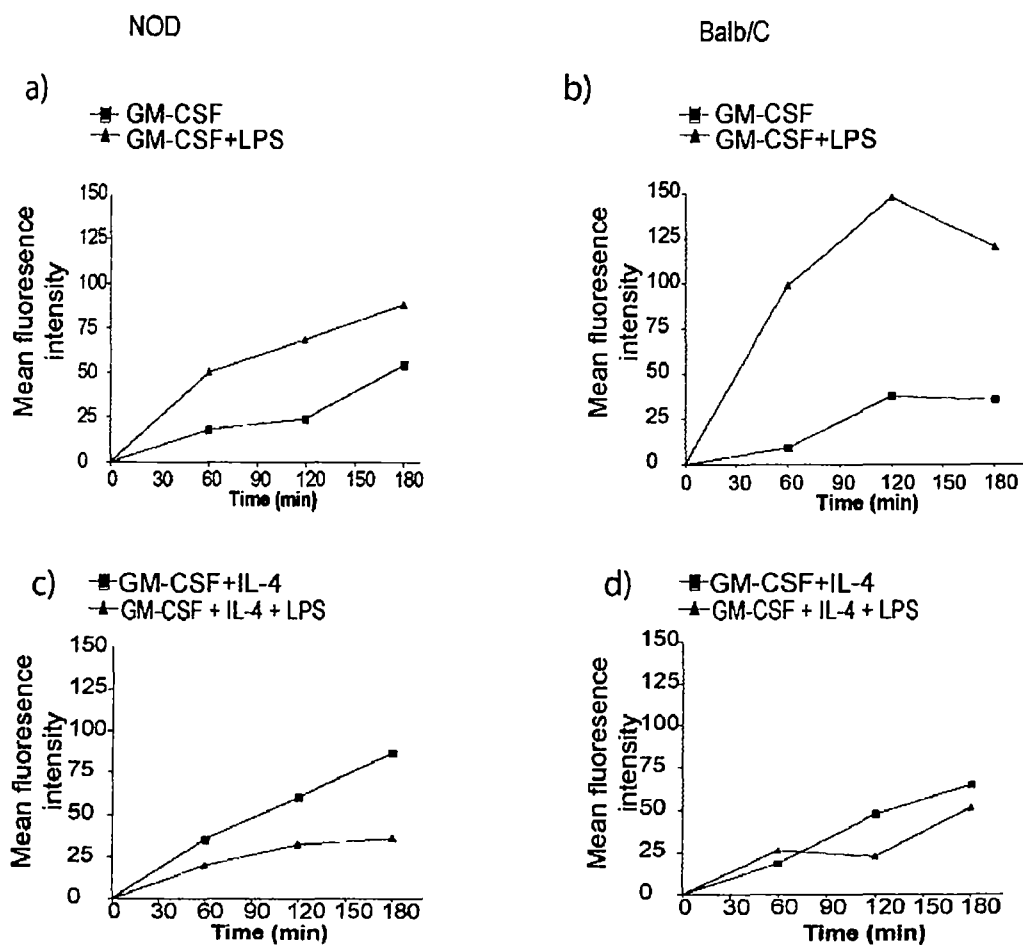 NOD
Balb/C
a)
GM-CSF
GM-CSF+LPS
Mean fluoresence
intensity
150
125
100
75
50
25
0
0 30 60 90 120 150 180
Time (min)
b)
GM-CSF
GM-CSF+LPS
Mean fluoresence
intensity
150
125
100
75
50
25
0
0 30 60 90 120 150 180
Time (min)
c)
GM-CSF+IL-4
GM-CSF + IL-4 + LPS
Mean fluoresence
intensity
150
125
100
75
50
25
0
0 30 60 90 120 150 180
Time (min)
d)
GM-CSF+IL-4
GM-CSF + IL-4 + LPS
Mean fluoresence
intensity
150
125
100
75
50
25
0
0 30 60 90 120 150 180
Time (min)